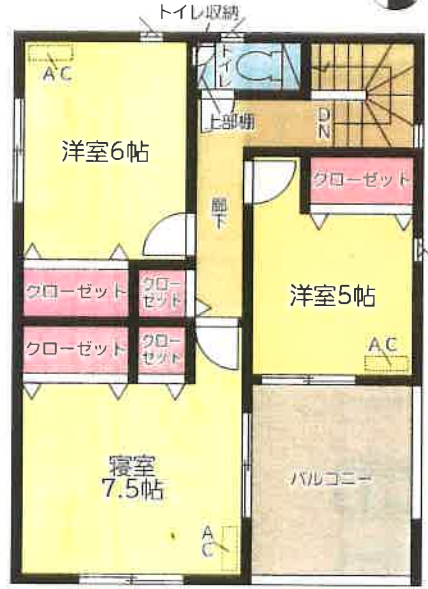 トイレ収納
AC
トイレ
上部棚
DN
洋室6帖
クローゼット
廊下
洋室5帖
クローゼット
クロー
ゼット
AC
クローゼット
クロー
ゼット
寝室
7.5帖
バルコニー
AC